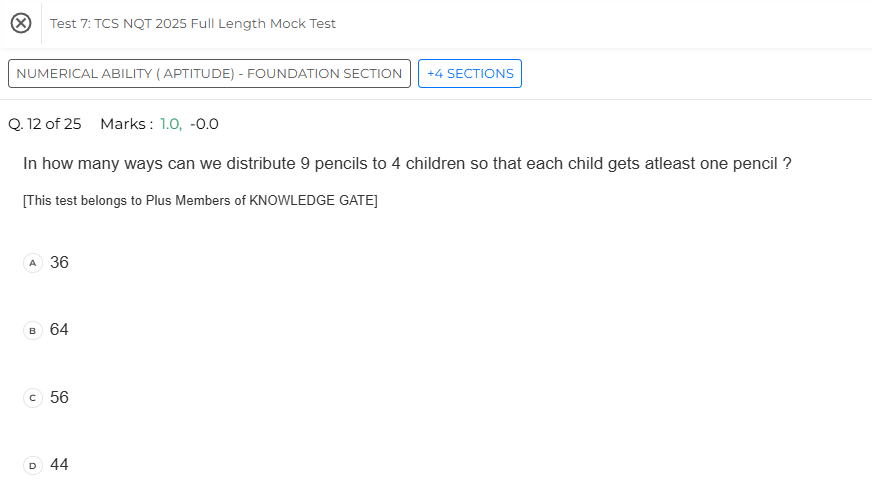 Test 7: TCS NQT 2025 Full Length Mock Test
NUMERICAL ABILITY ( APTITUDE) - FOUNDATION SECTION +4 SECTIONS
Q. 12 of 25 Marks : 1.0, -0.0
In how many ways can we distribute 9 pencils to 4 children so that each child gets atleast one pencil ?
[This test belongs to Plus Members of KNOWLEDGE GATE]
A 36
B 64
C 56
D 44